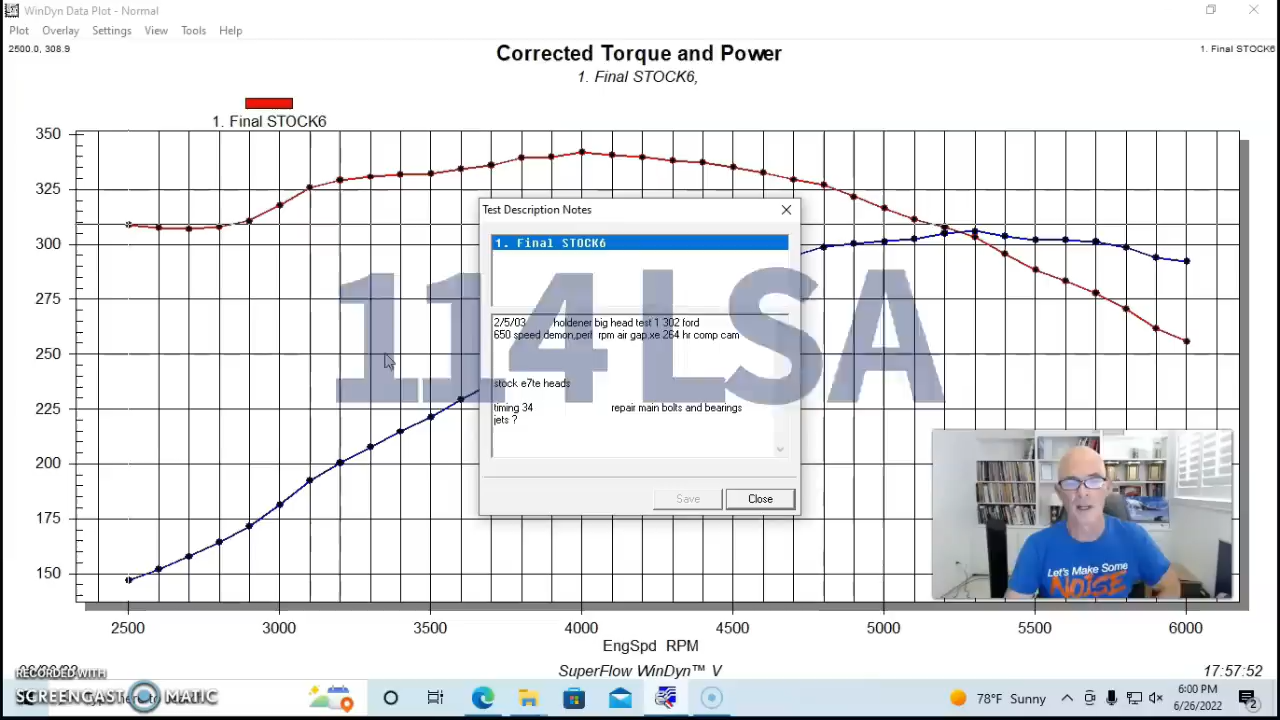 WinDyn Data Plot - Normal
Plot Overlay Settings View Tools Help
2500.0, 308.9
1. Final STOCK6
Corrected Torque and Power
1. Final STOCK6,
1. Final STOCK6
350
325
300
275
250
225
200
175
150
Test Description Notes
1. Final STOCK6
2/5/03 holdener big head test 1 302 ford
650 speed demon,perf rpm air gap,xe 264 hr comp cam
stock e7te heads
timing 34 repair main bolts and bearings
jets ?
Save Close
114 LSA
Let's Make Some
NOISE
2500 3000 3500 4000 4500 5000 5500 6000
EngSpd RPM
SuperFlow WinDyn™ V
17:57:52
RECORDED WITH
SCREENCAST MATIC
78°F Sunny
6:00 PM
6/26/2022
2